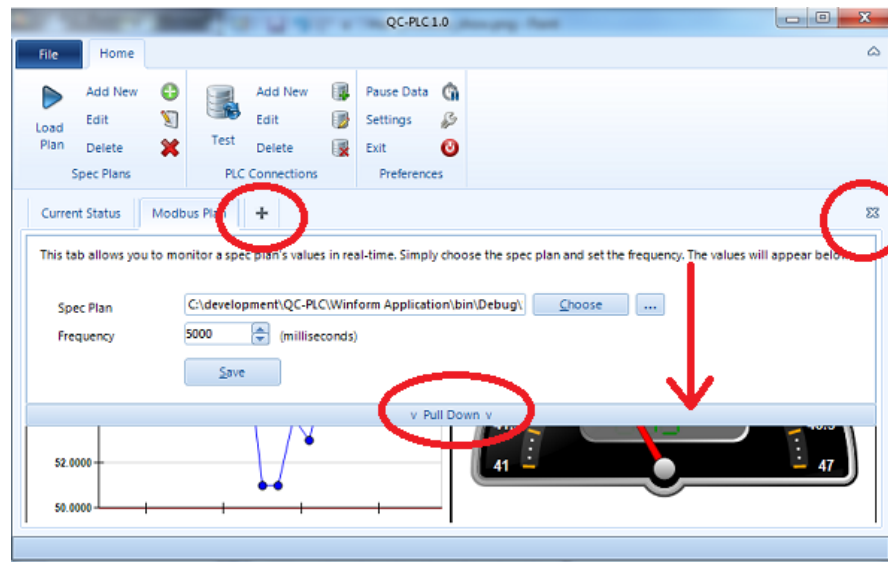 QC-PLC 1.0
File Home
Add New Add New Pause Data
Load Plan Edit Test Edit Settings
Delete Delete Exit
Spec Plans PLC Connections Preferences
Current Status Modbus Plan +
This tab allows you to monitor a spec plan's values in real-time. Simply choose the spec plan and set the frequency. The values will appear below.
Spec Plan C:\development\QC-PLC\Winform Application\bin\Debug\ Choose ...
Frequency 5000 (milliseconds)
Save
v Pull Down v
52.0000 41 47
50.0000